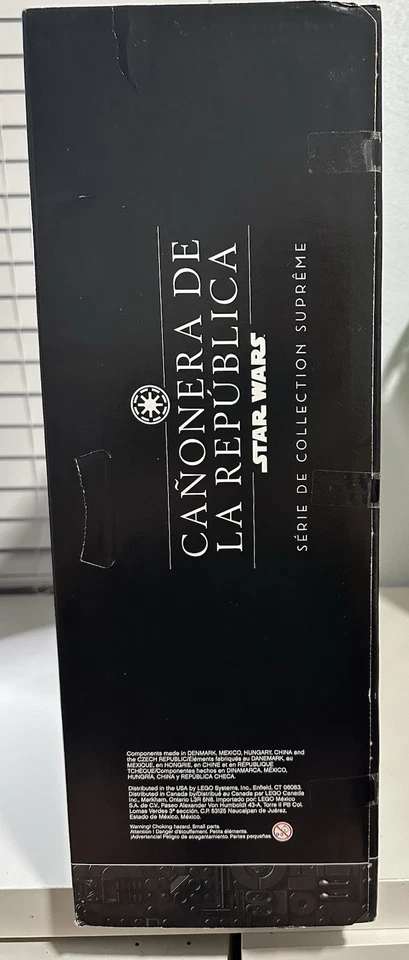 CAÑONERA DE
LA REPÚBLICA
STAR WARS
SÉRIE DE COLLECTION SUPRÊME
Components made in DENMARK, MEXICO, HUNGARY, CHINA and
the CZECH REPUBLIC/Éléments fabriqués au DANEMARK, au
MEXIQUE, en HONGRIE, en CHINE et en RÉPUBLIQUE
TCHÈQUE/Componentes hechos en DINAMARCA, MÉXICO,
HUNGRÍA, CHINA y REPÚBLICA CHECA.
Distributed in the USA by LEGO Systems, Inc., Enfield, CT 06083.
Distributed in Canada by/Distribué au Canada par LEGO Canada
Inc., Markham, Ontario L3R 5N8. Importado por: LEGO México
S.A. de C.V., Paseo Alexander Von Humboldt 43-A, Torre II PB Col.
Lomas Verdes 3ª sección, C.P. 53125 Naucalpan de Juárez,
Estado de México. México.
Warning! Choking hazard. Small parts.
Attention ! Danger d'étouffement. Petits éléments.
¡Advertencia! Peligro de atragantamiento. Partes pequeñas